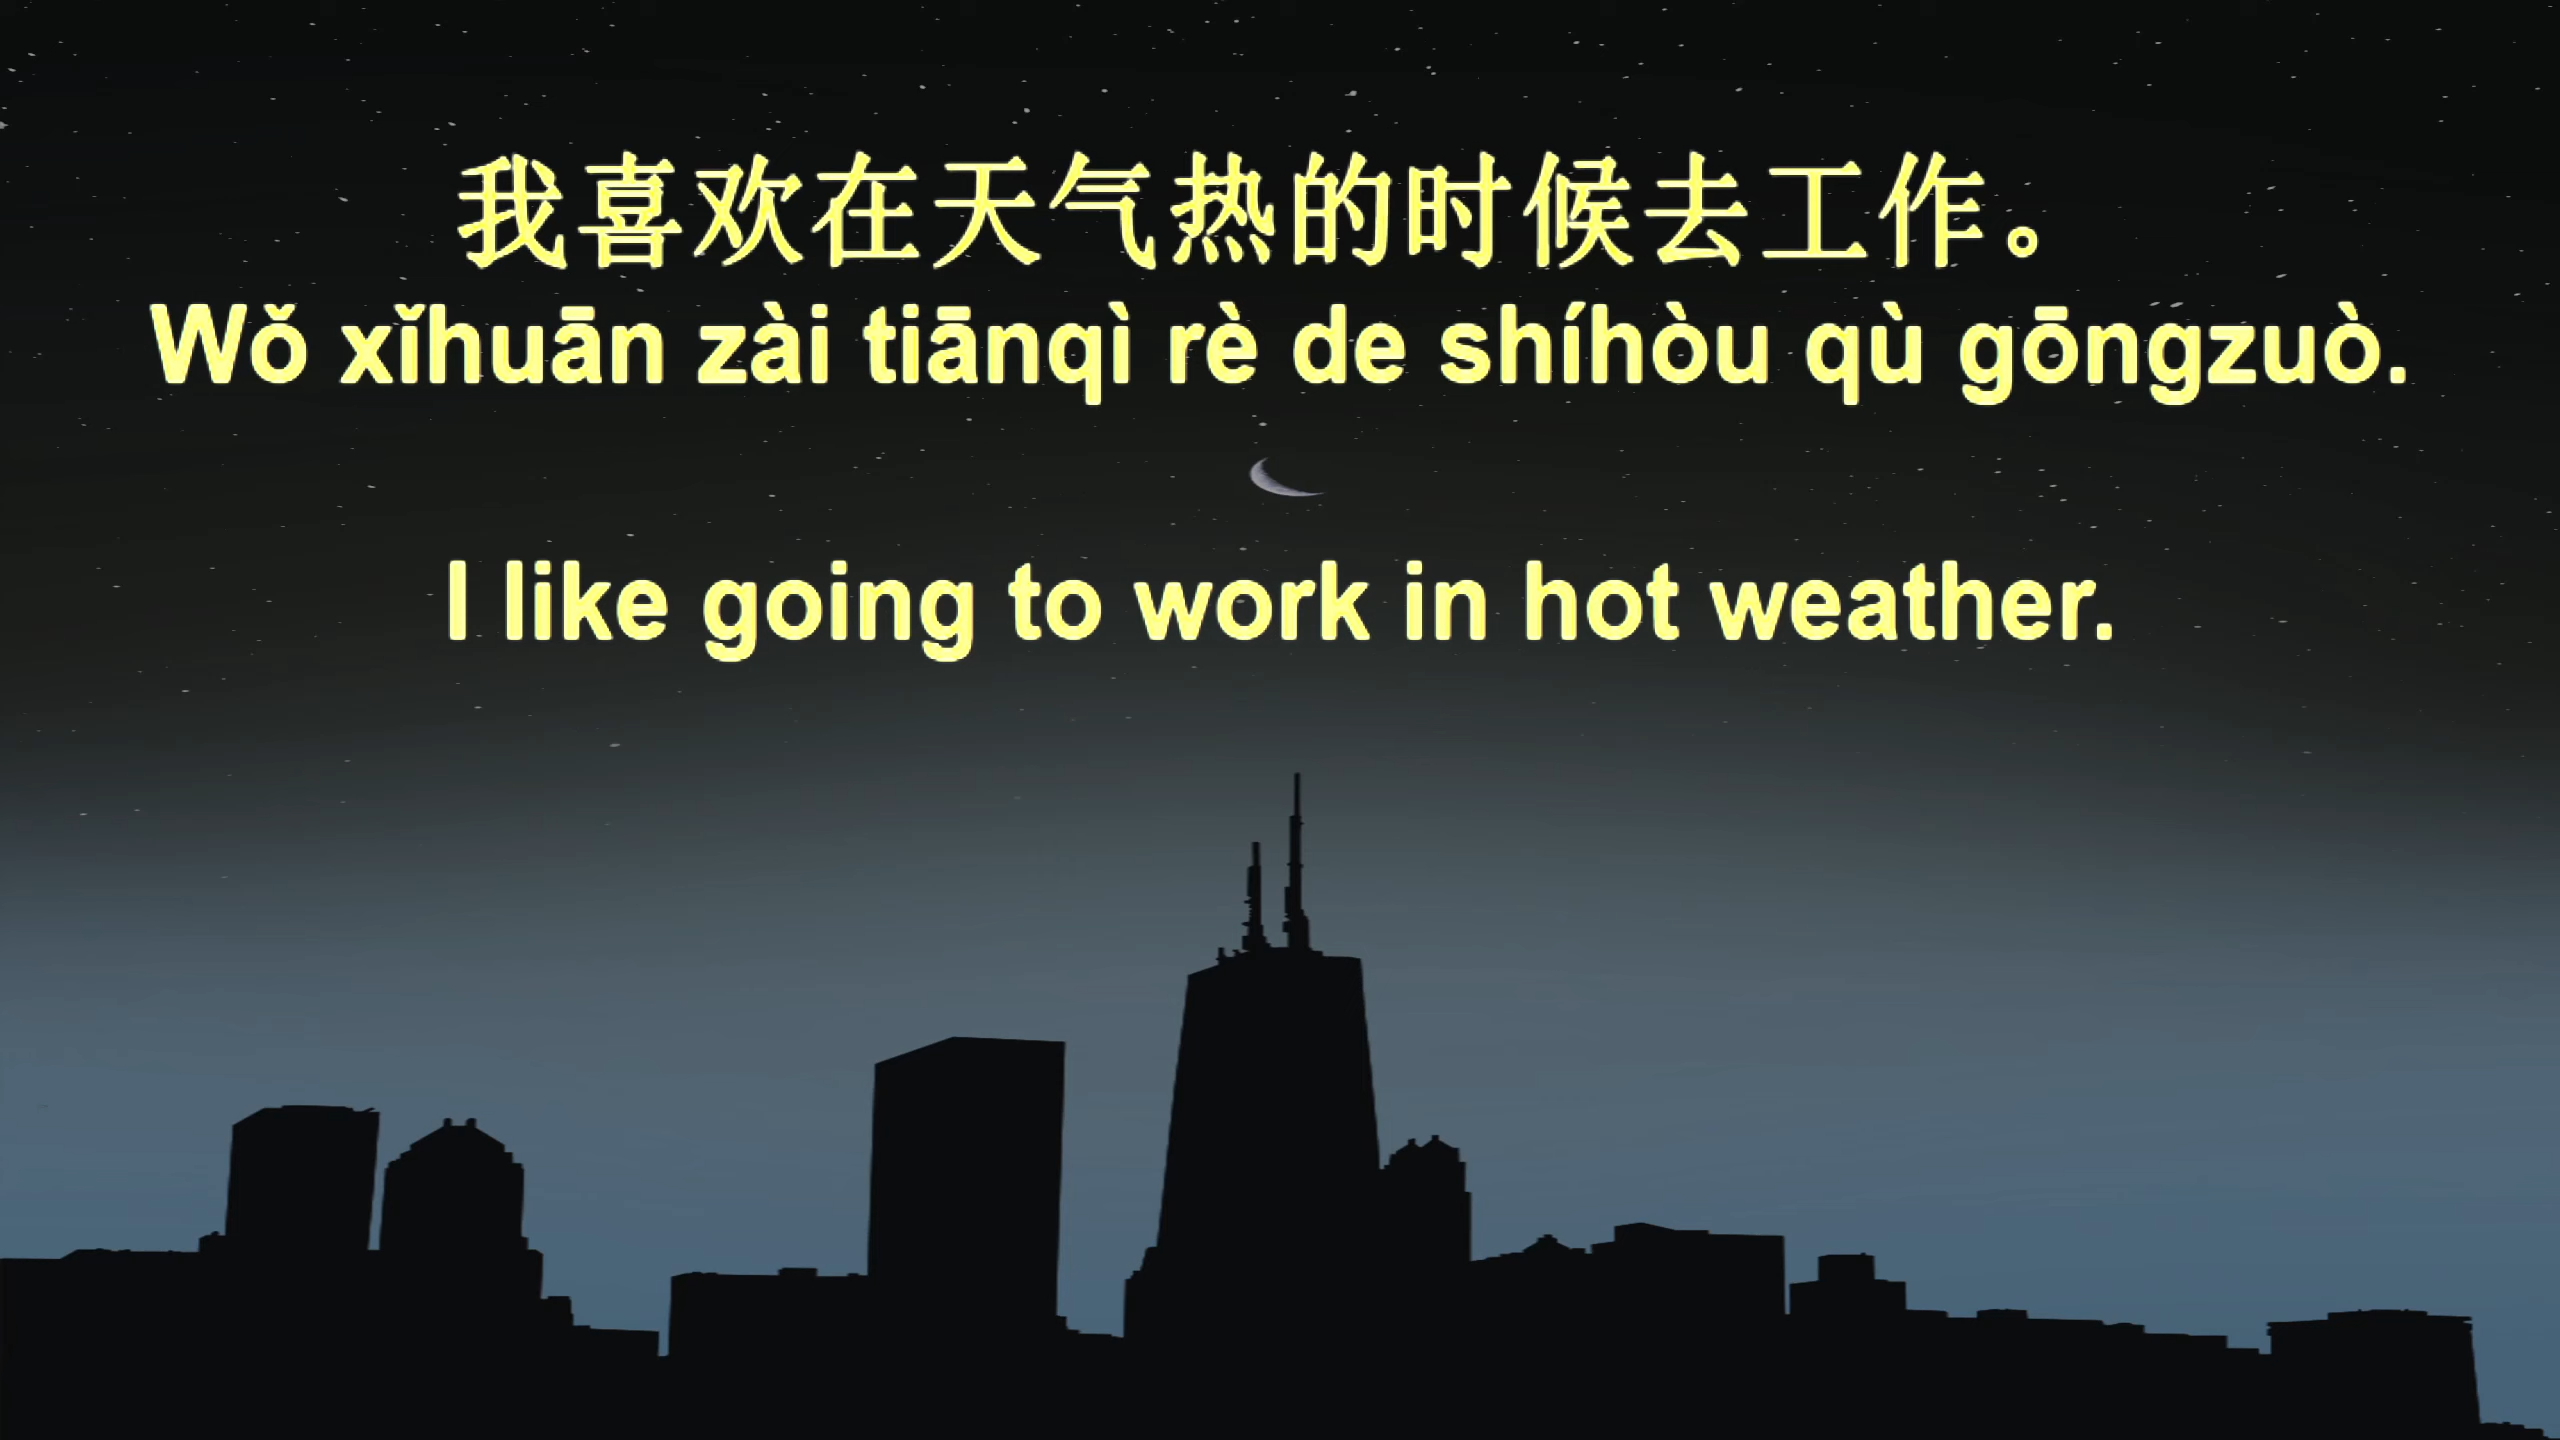 我喜欢在天气热的时候去工作。
Wǒ xǐhuān zài tiānqì rè de shíhòu qù gōngzuò.
I like going to work in hot weather.